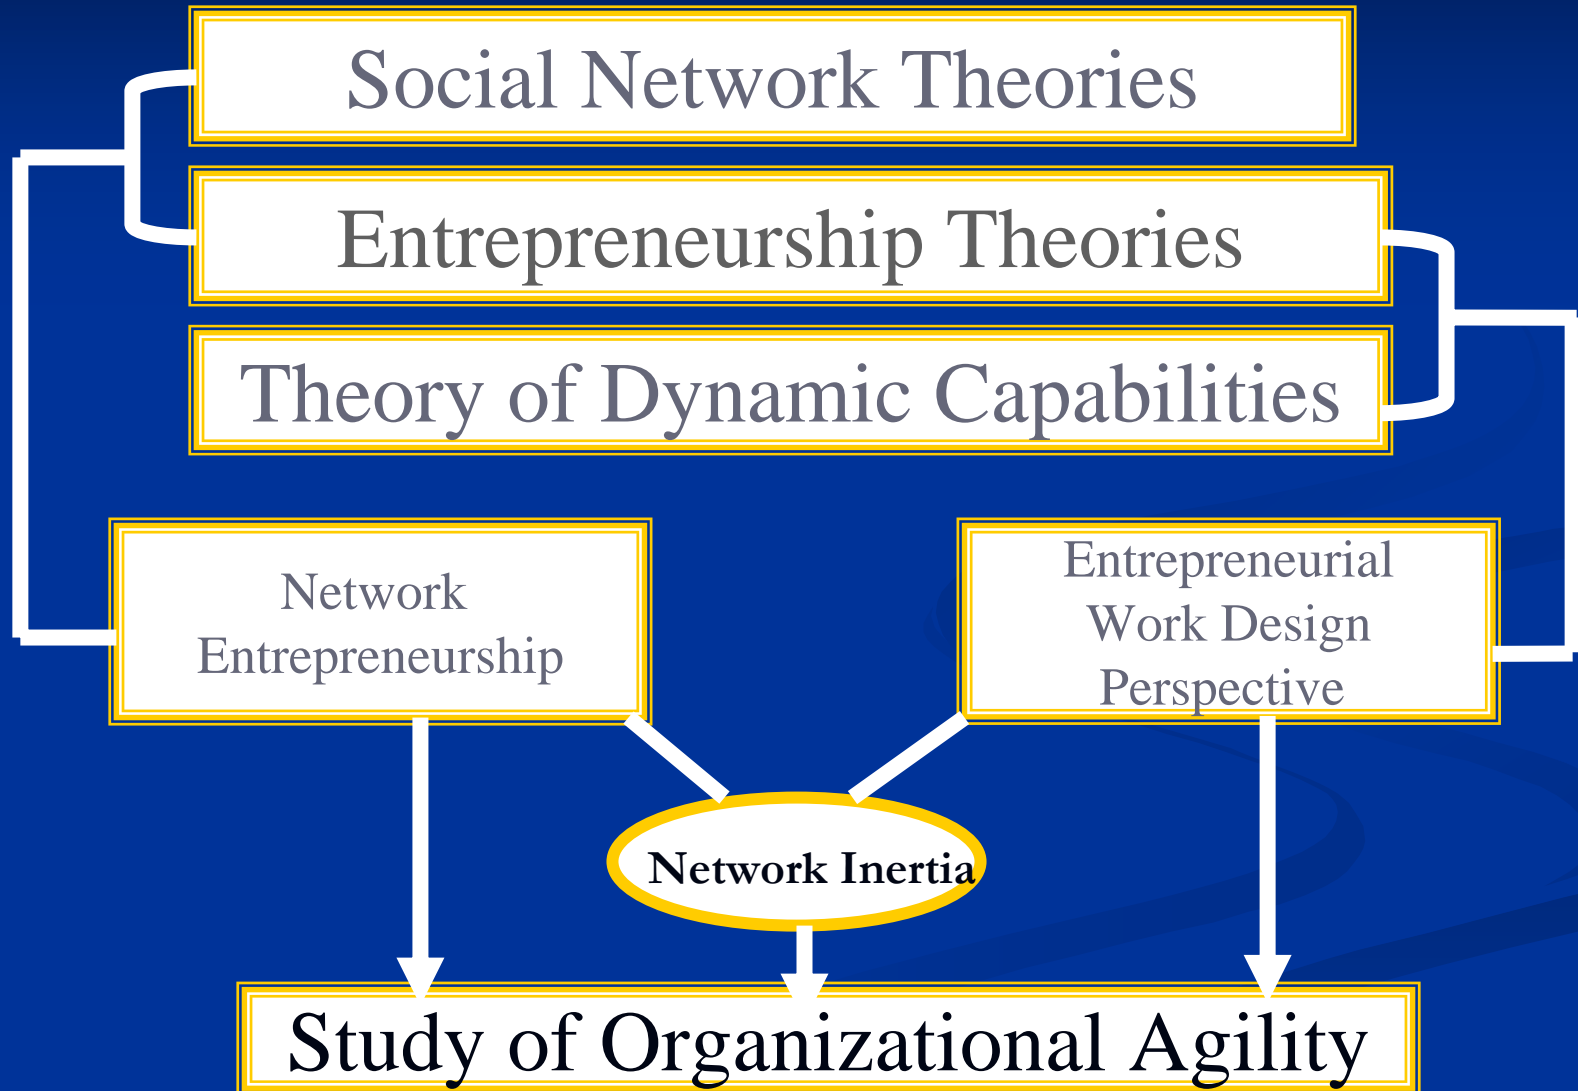 Social Network Theories
Entrepreneurship Theories
Theory of Dynamic Capabilities
Network
Entrepreneurship
Entrepreneurial
Work Design
Perspective
Network Inertia
Study of Organizational Agility